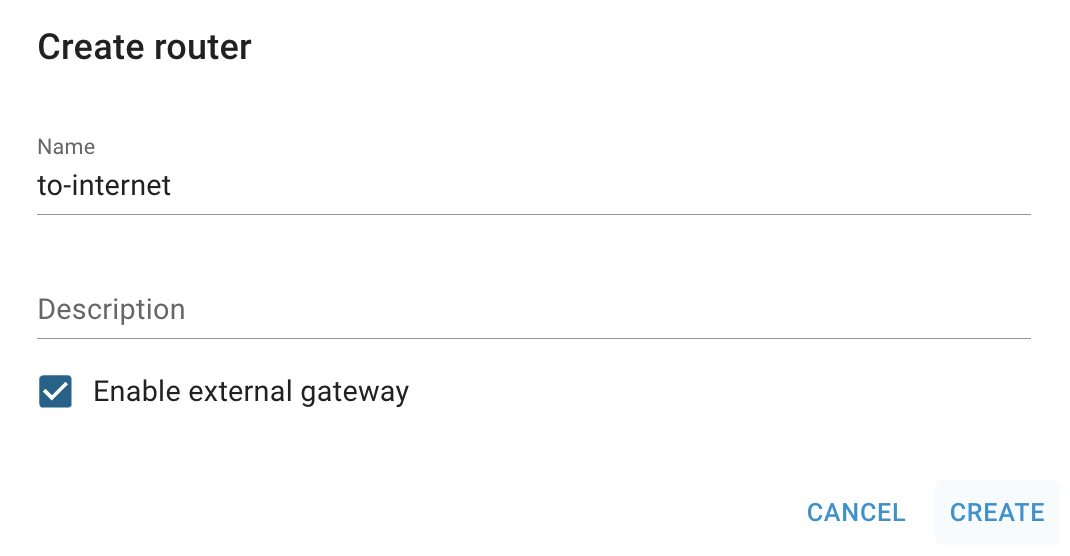 Create router
Name
to-internet
Description
Enable external gateway
CANCEL CREATE